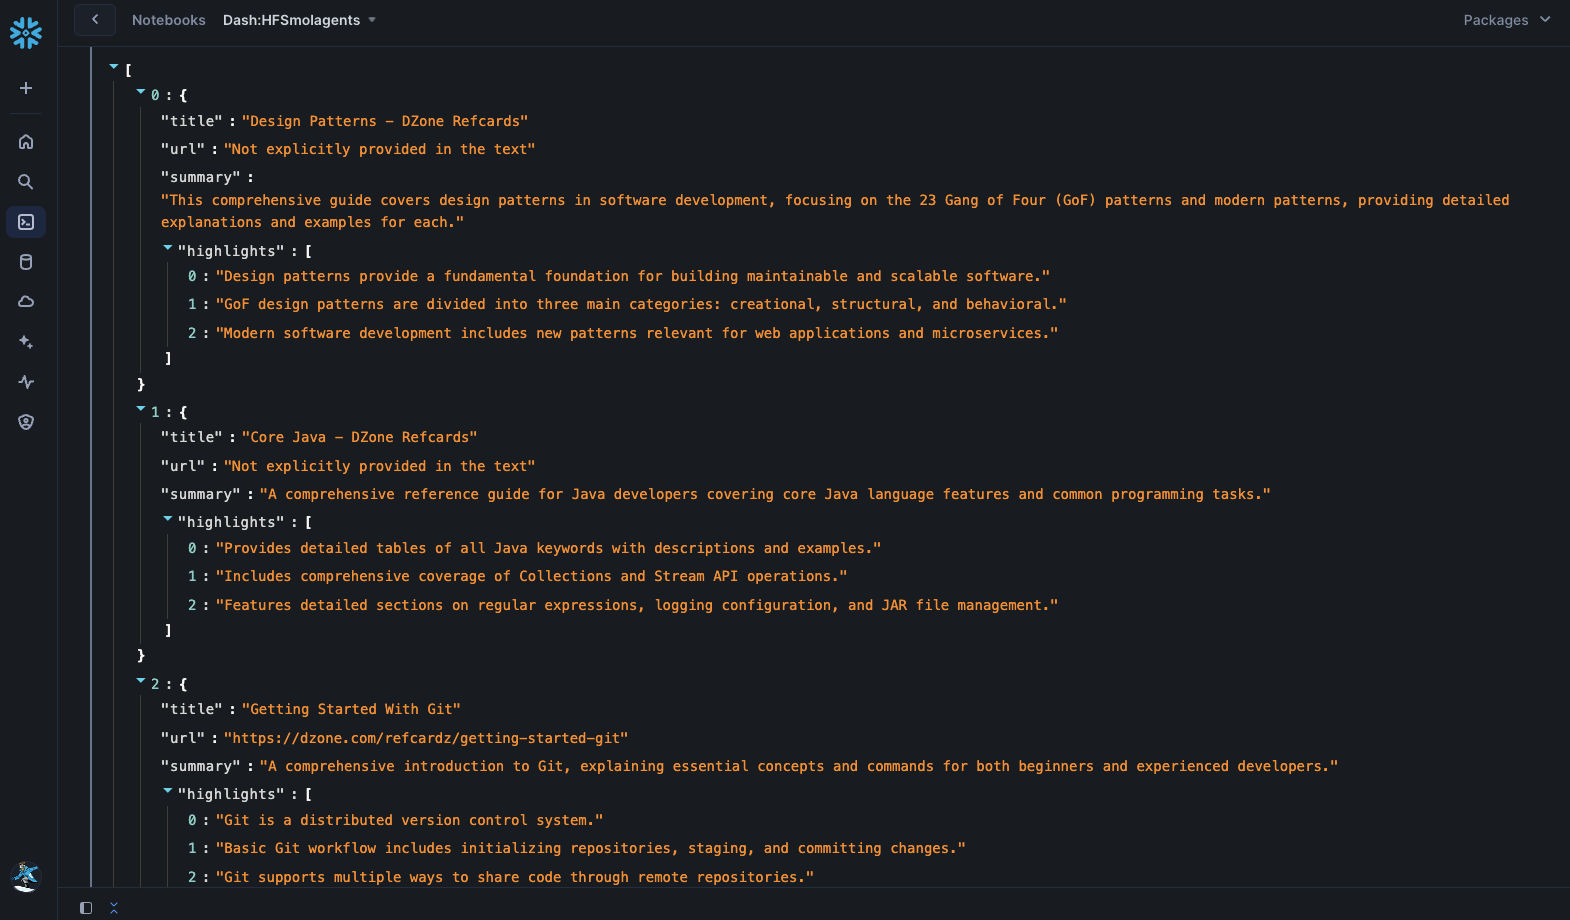 Notebooks Dash:HFSmolagents Packages
[
0 : {
"title" : "Design Patterns – DZone Refcards"
"url" : "Not explicitly provided in the text"
"summary" :
"This comprehensive guide covers design patterns in software development, focusing on the 23 Gang of Four (GoF) patterns and modern patterns, providing detailed
explanations and examples for each."
"highlights" : [
0 : "Design patterns provide a fundamental foundation for building maintainable and scalable software."
1 : "GoF design patterns are divided into three main categories: creational, structural, and behavioral."
2 : "Modern software development includes new patterns relevant for web applications and microservices."
]
}
1 : {
"title" : "Core Java – DZone Refcards"
"url" : "Not explicitly provided in the text"
"summary" : "A comprehensive reference guide for Java developers covering core Java language features and common programming tasks."
"highlights" : [
0 : "Provides detailed tables of all Java keywords with descriptions and examples."
1 : "Includes comprehensive coverage of Collections and Stream API operations."
2 : "Features detailed sections on regular expressions, logging configuration, and JAR file management."
]
}
2 : {
"title" : "Getting Started With Git"
"url" : "https://dzone.com/refcardz/getting-started-git"
"summary" : "A comprehensive introduction to Git, explaining essential concepts and commands for both beginners and experienced developers."
"highlights" : [
0 : "Git is a distributed version control system."
1 : "Basic Git workflow includes initializing repositories, staging, and committing changes."
2 : "Git supports multiple ways to share code through remote repositories."